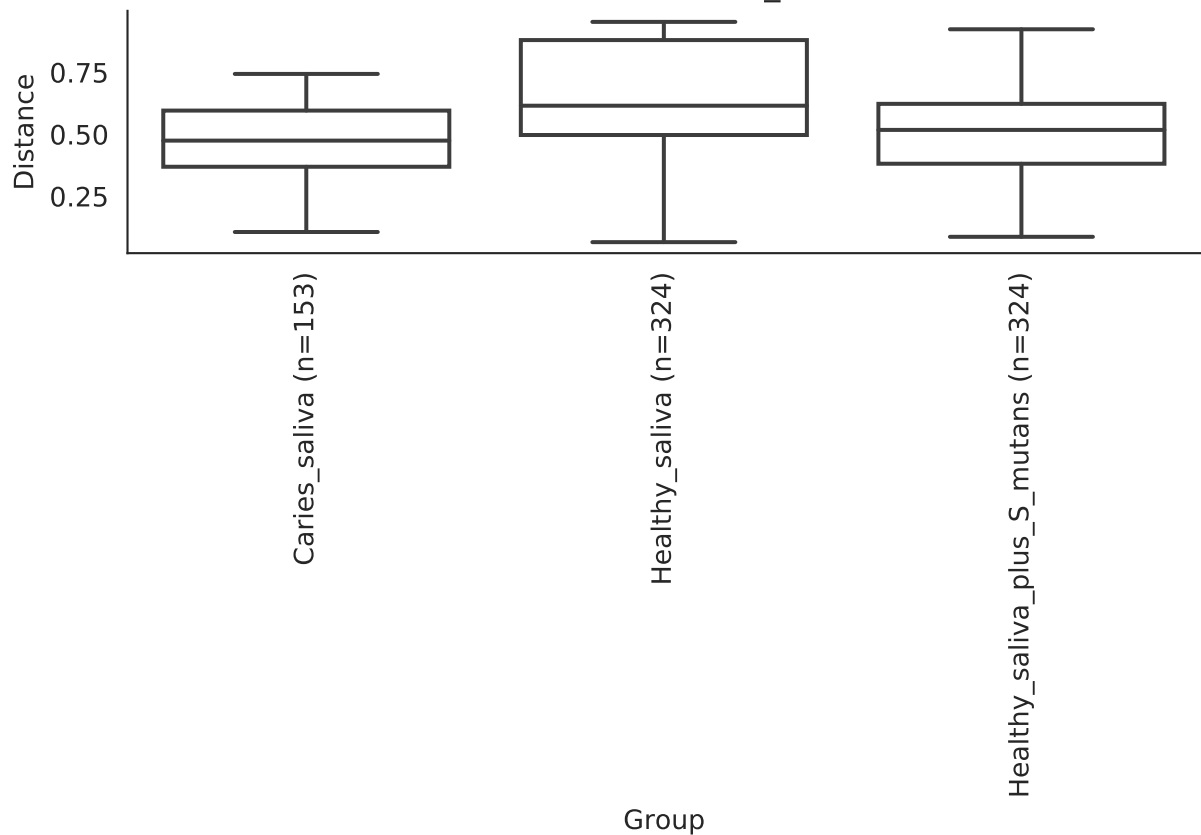 Distance
0.75
0.50
0.25
Caries_saliva (n=153)
Healthy_saliva (n=324)
Healthy_saliva_plus_S_mutans (n=324)
Group